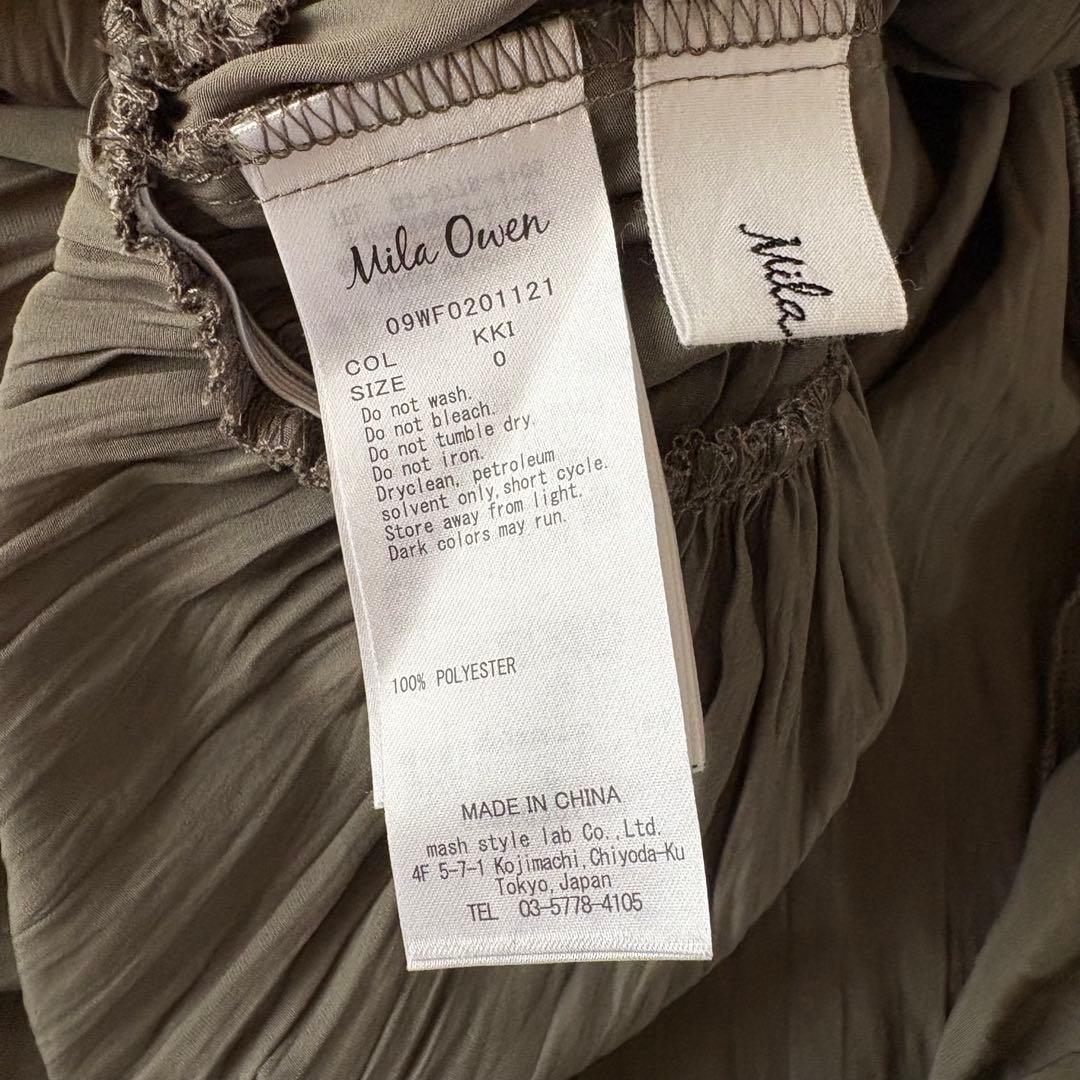 Mila Owen
09WF0201121
COL KKI
SIZE 0
Do not wash.
Do not bleach.
Do not tumble dry.
Do not iron.
Dryclean, petroleum
solvent only, short cycle.
Store away from light.
Dark colors may run.
100% POLYESTER
MADE IN CHINA
mash style lab Co., Ltd.
4F 5-7-1 Kojimachi, Chiyoda-Ku
Tokyo, Japan
TEL 03-5778-4105
Mila